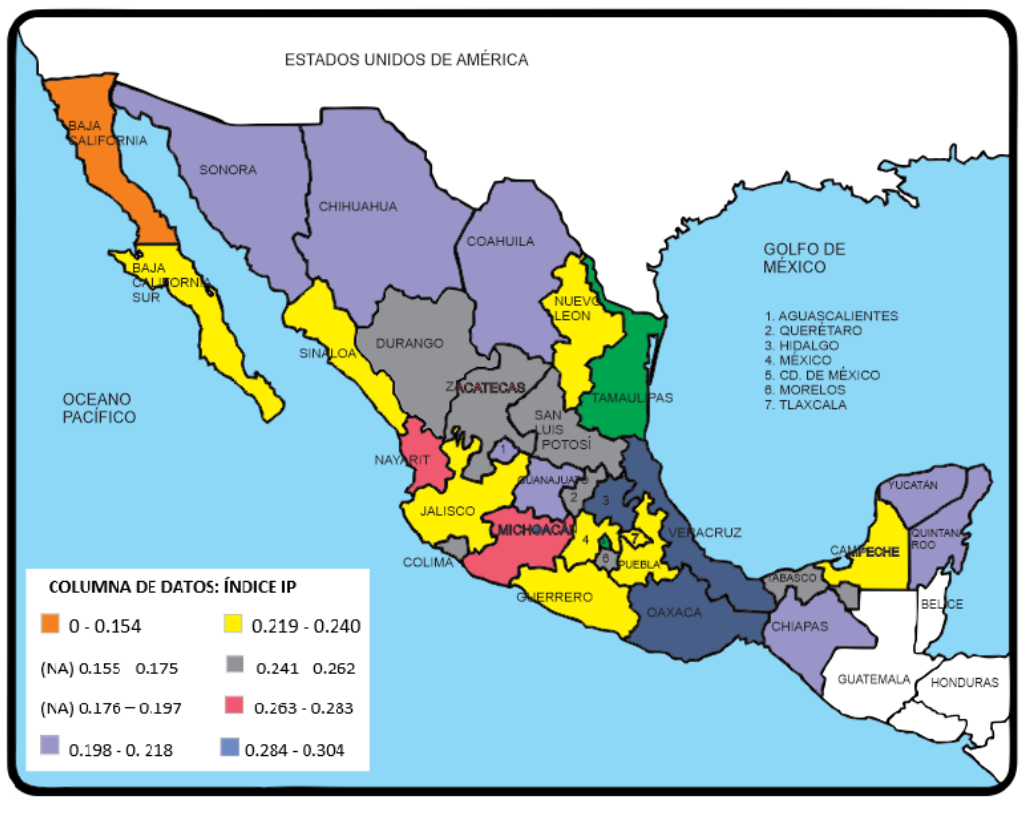 ESTADOS UNIDOS DE AMÉRICA
BAJA
CALIFORNIA
SONORA
CHIHUAHUA
COAHUILA
GOLFO DE
MÉXICO
BAJA
CALIFORNIA
SUR
NUEVO
LEON
1. AGUASCALIENTES
2. QUERÉTARO
3. HIDALGO
4. MÉXICO
5. CD. DE MÉXICO
6. MORELOS
7. TLAXCALA
SINALOA
DURANGO
ZACATECAS
TAMAULIPAS
OCEANO
PACÍFICO
SAN
LUIS
POTOSÍ
NAYARIT
1
GUANAJUATO
2
3
YUCATÁN
JALISCO
MICHOACÁN
4
7
VERACRUZ
QUINTANA
ROO
CAMPECHE
COLIMA
6
PUEBLA
TABASCO
GUERRERO
OAXACA
CHIAPAS
BELICE
GUATEMALA
HONDURAS
COLUMNA DE DATOS: ÍNDICE IP
0 - 0.154
0.219 - 0.240
(NA) 0.155 - 0.175
0.241 - 0.262
(NA) 0.176 – 0.197
0.263 - 0.283
0.198 - 0. 218
0.284 - 0.304